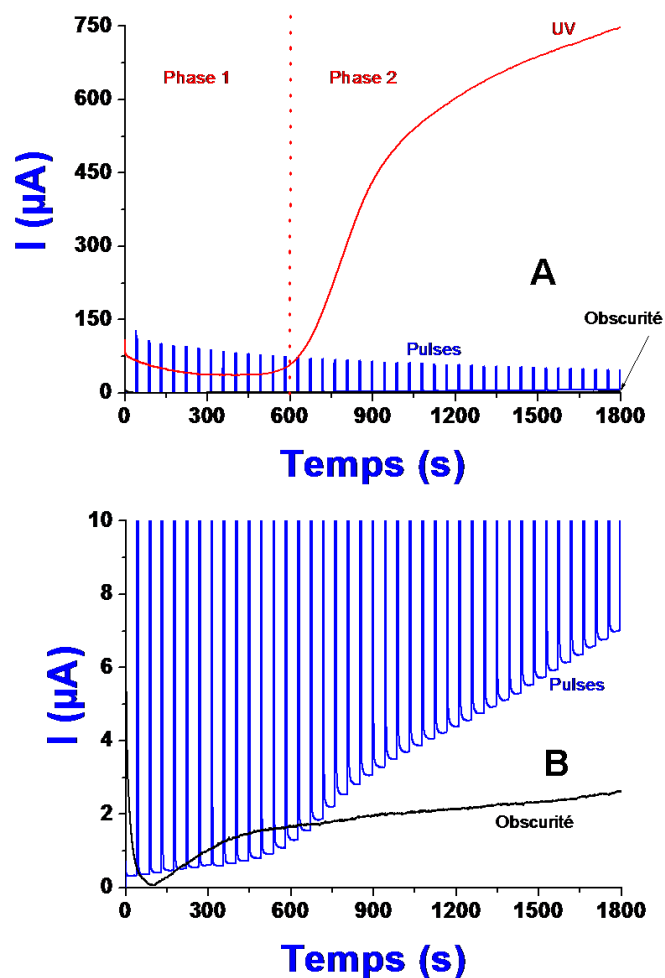 750
600
450
300
150
0
I (µA)
Phase 1
Phase 2
UV
A
Obscurité
Pulses
0 300 600 900 1200 1500 1800
Temps (s)
10
8
6
4
2
0
I (µA)
Pulses
B
Obscurité
0 300 600 900 1200 1500 1800
Temps (s)